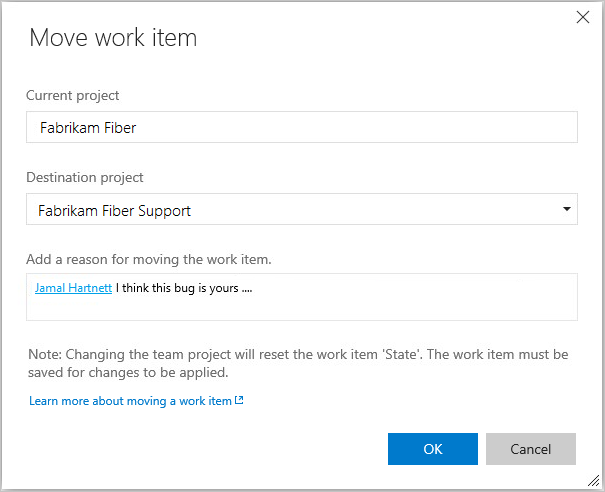 Move work item
Current project
Fabrikam Fiber
Destination project
Fabrikam Fiber Support
Add a reason for moving the work item.
Jamal Hartnett I think this bug is yours ....
Note: Changing the team project will reset the work item 'State'. The work item must be
saved for changes to be applied.
Learn more about moving a work item
OK
Cancel